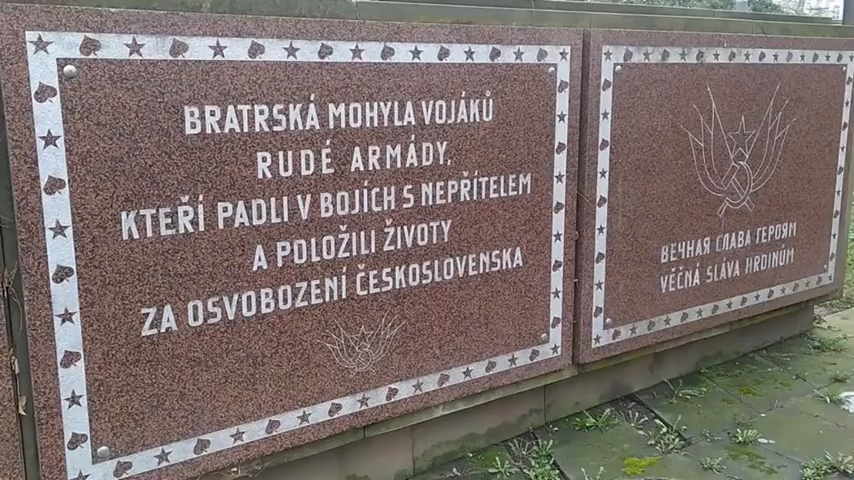 BRATRSKÁ MOHYLA VOJÁKŮ
RUDÉ ARMÁDY,
KTEŘÍ PADLI V BOJÍCH S NEPŘÍTELEM
A POLOŽILI ŽIVOTY
ZA OSVOBOZENÍ ČESKOSLOVENSKA
ВЕЧНАЯ СЛАВА ГЕРОЯМ
VĚČNÁ SLÁVA HRDINŮM